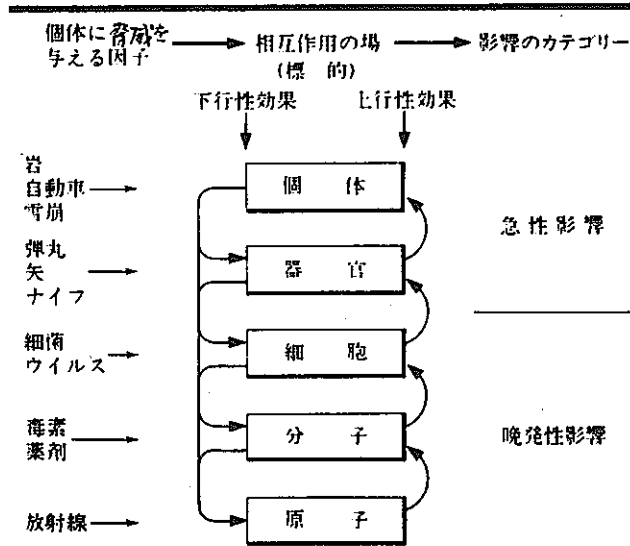 個体に脅威を
与える因子
相互作用の場
(標的)
影響のカテゴリー
下行性効果
上行性効果
岩
自動車
雪崩
個体
急性影響
弾丸
矢
ナイフ
器官
細菌
ウイルス
細胞
毒素
薬剤
分子
晩発性影響
放射線
原子